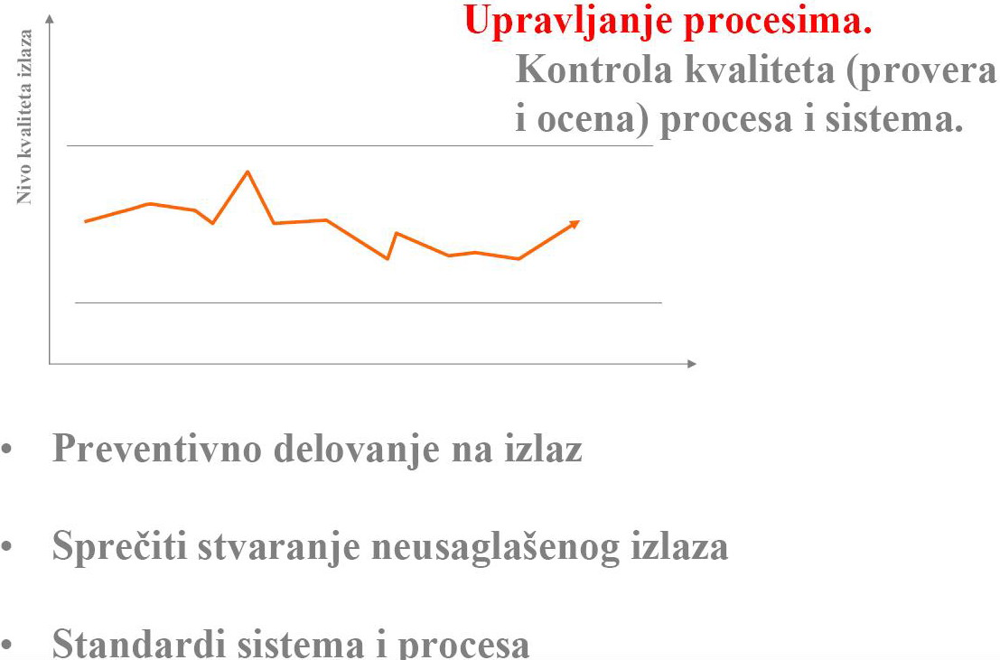 Upravljanje procesima.
Kontrola kvaliteta (provera
i ocena) procesa i sistema.
Nivo kvaliteta izlaza
• Preventivno delovanje na izlaz
• Sprečiti stvaranje neusaglašenog izlaza
• Standardi sistema i procesa